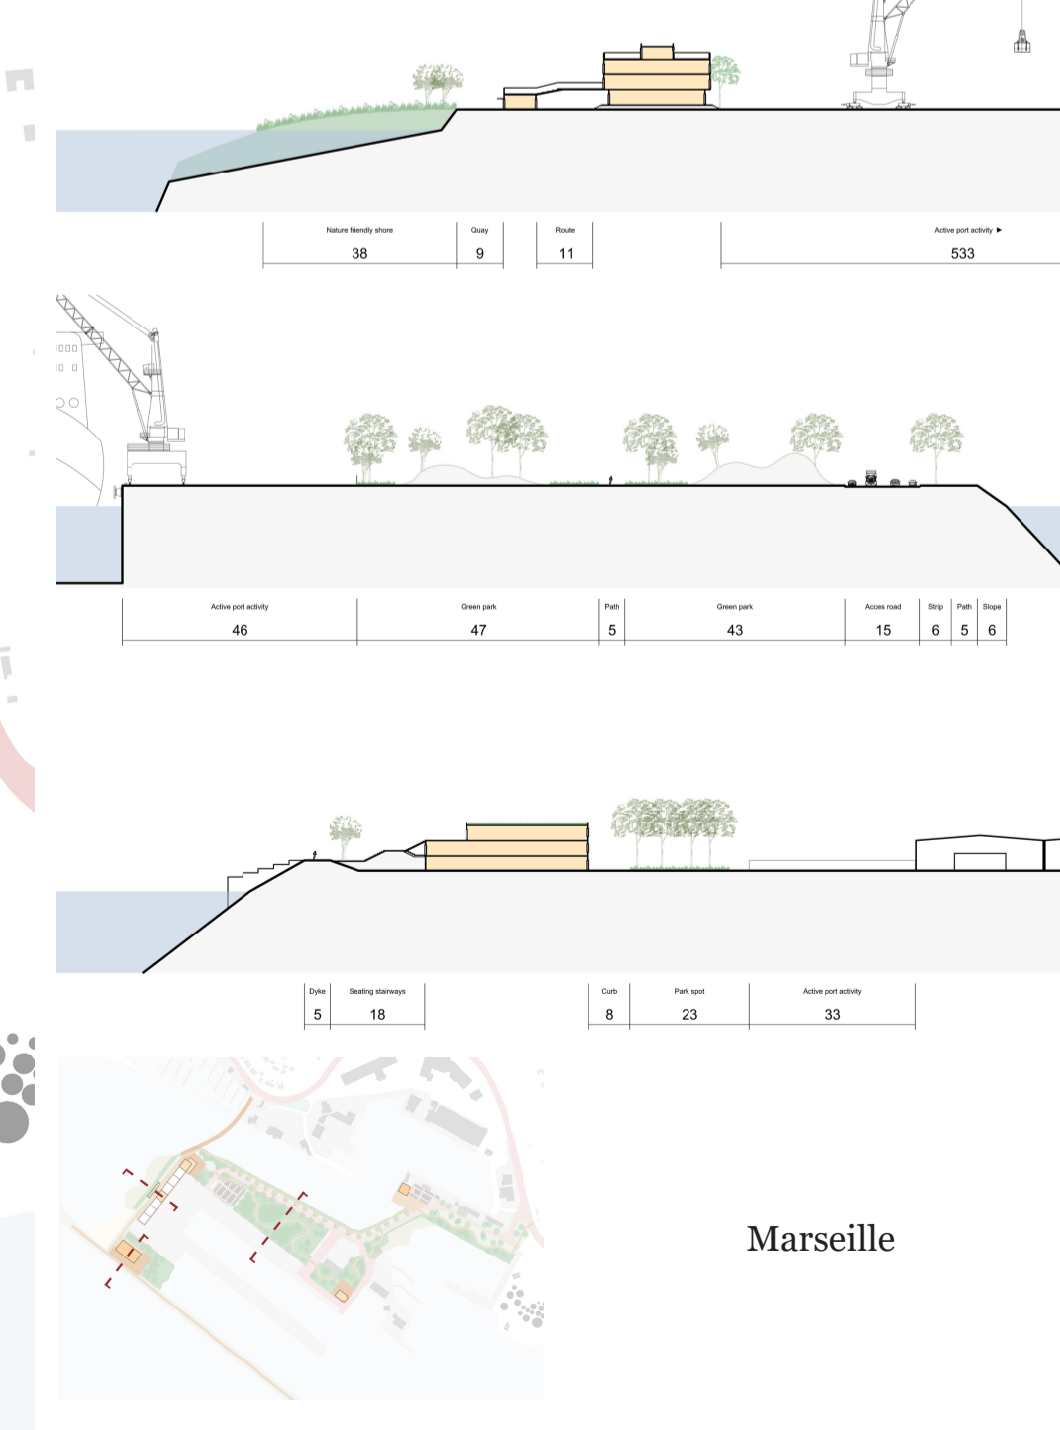 Nature friendly shore Quay Route Active port activity ►
38 9 11 533
Active port activity Green park Path Green park Acces road Strip Path Slope
46 47 5 43 15 6 5 6
Dyke Seating stairways Curb Park spot Active port activity
5 18 8 23 33
Marseille